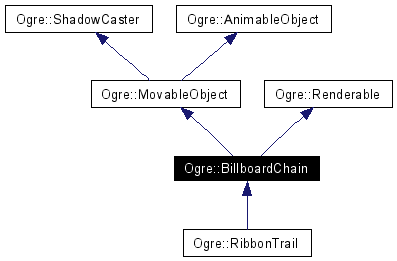 Ogre::ShadowCaster
Ogre::AnimableObject
Ogre::MovableObject
Ogre::Renderable
Ogre::BillboardChain
Ogre::RibbonTrail